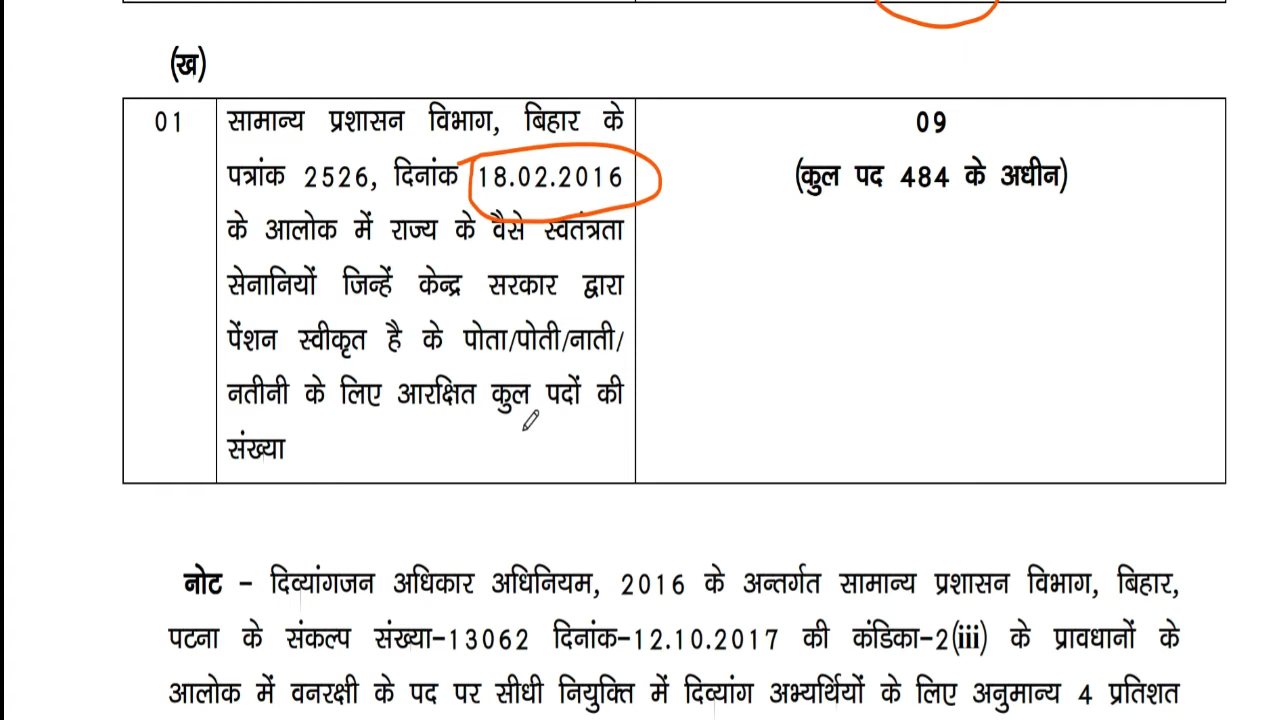 (ख)
01
सामान्य प्रशासन विभाग, बिहार के
पत्रांक 2526, दिनांक 18.02.2016
के आलोक में राज्य के वैसे स्वतंत्रता
सेनानियों जिन्हें केन्द्र सरकार द्वारा
पेंशन स्वीकृत है के पोता/पोती/नाती/
नतीनी के लिए आरक्षित कुल पदों की
संख्या
09
(कुल पद 484 के अधीन)
नोट - दिव्यांगजन अधिकार अधिनियम, 2016 के अन्तर्गत सामान्य प्रशासन विभाग, बिहार,
पटना के संकल्प संख्या-13062 दिनांक-12.10.2017 की कंडिका-2(iii) के प्रावधानों के
आलोक में वनरक्षी के पद पर सीधी नियुक्ति में दिव्यांग अभ्यर्थियों के लिए अनुमान्य 4 प्रतिशत